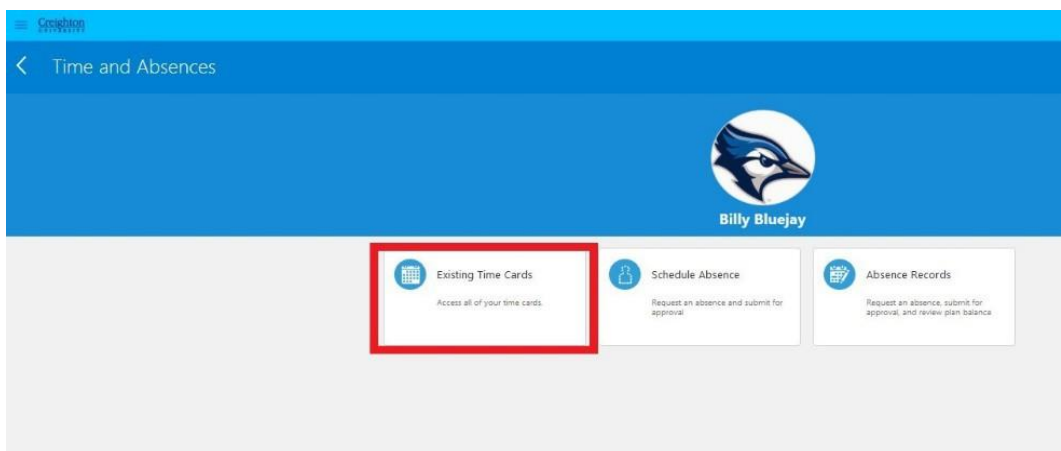 Creighton
UNIVERSITY
Time and Absences
Billy Bluejay
Existing Time Cards
Access all of your time cards.
Schedule Absence
Request an absence and submit for
approval
Absence Records
Request an absence, submit for
approval, and review plan balance